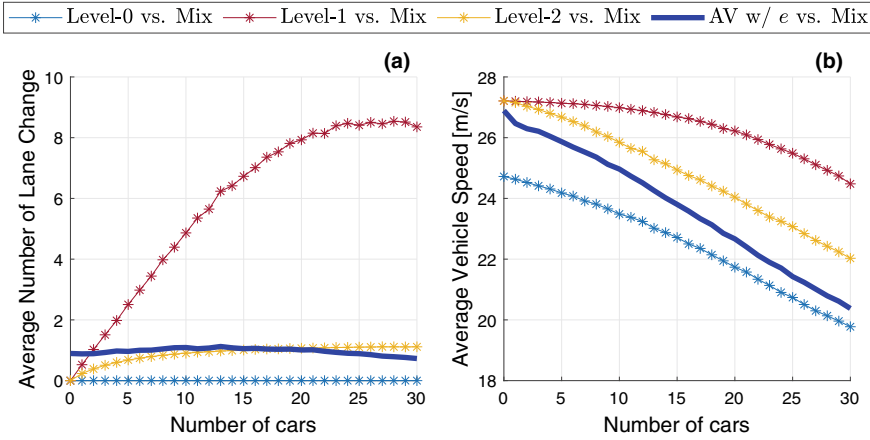 Level-0 vs. Mix Level-1 vs. Mix Level-2 vs. Mix AV w/ e vs. Mix
(a)
Average Number of Lane Change
10
8
6
4
2
0
0 5 10 15 20 25 30
Number of cars
(b)
Average Vehicle Speed [m/s]
28
26
24
22
20
18
0 5 10 15 20 25 30
Number of cars